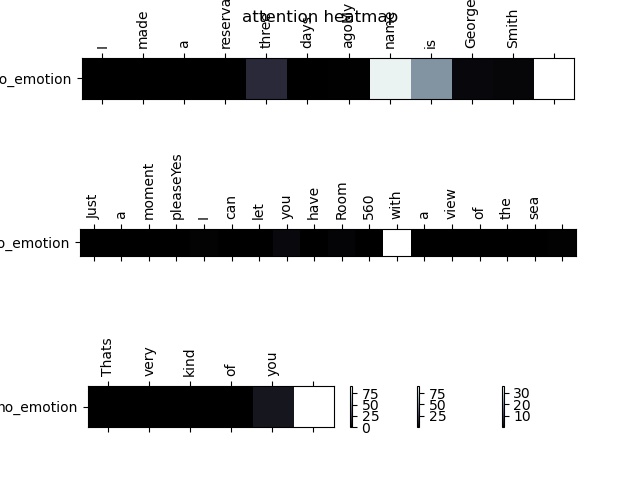 attention heatmap
I made a reserva three days agoMy name is George Smith
o_emotion
Just a moment pleaseYes I can let you have Room 560 with a view of the sea
o_emotion
Thats very kind of you
no_emotion
75 75 30
50 50 20
25 25 10
0